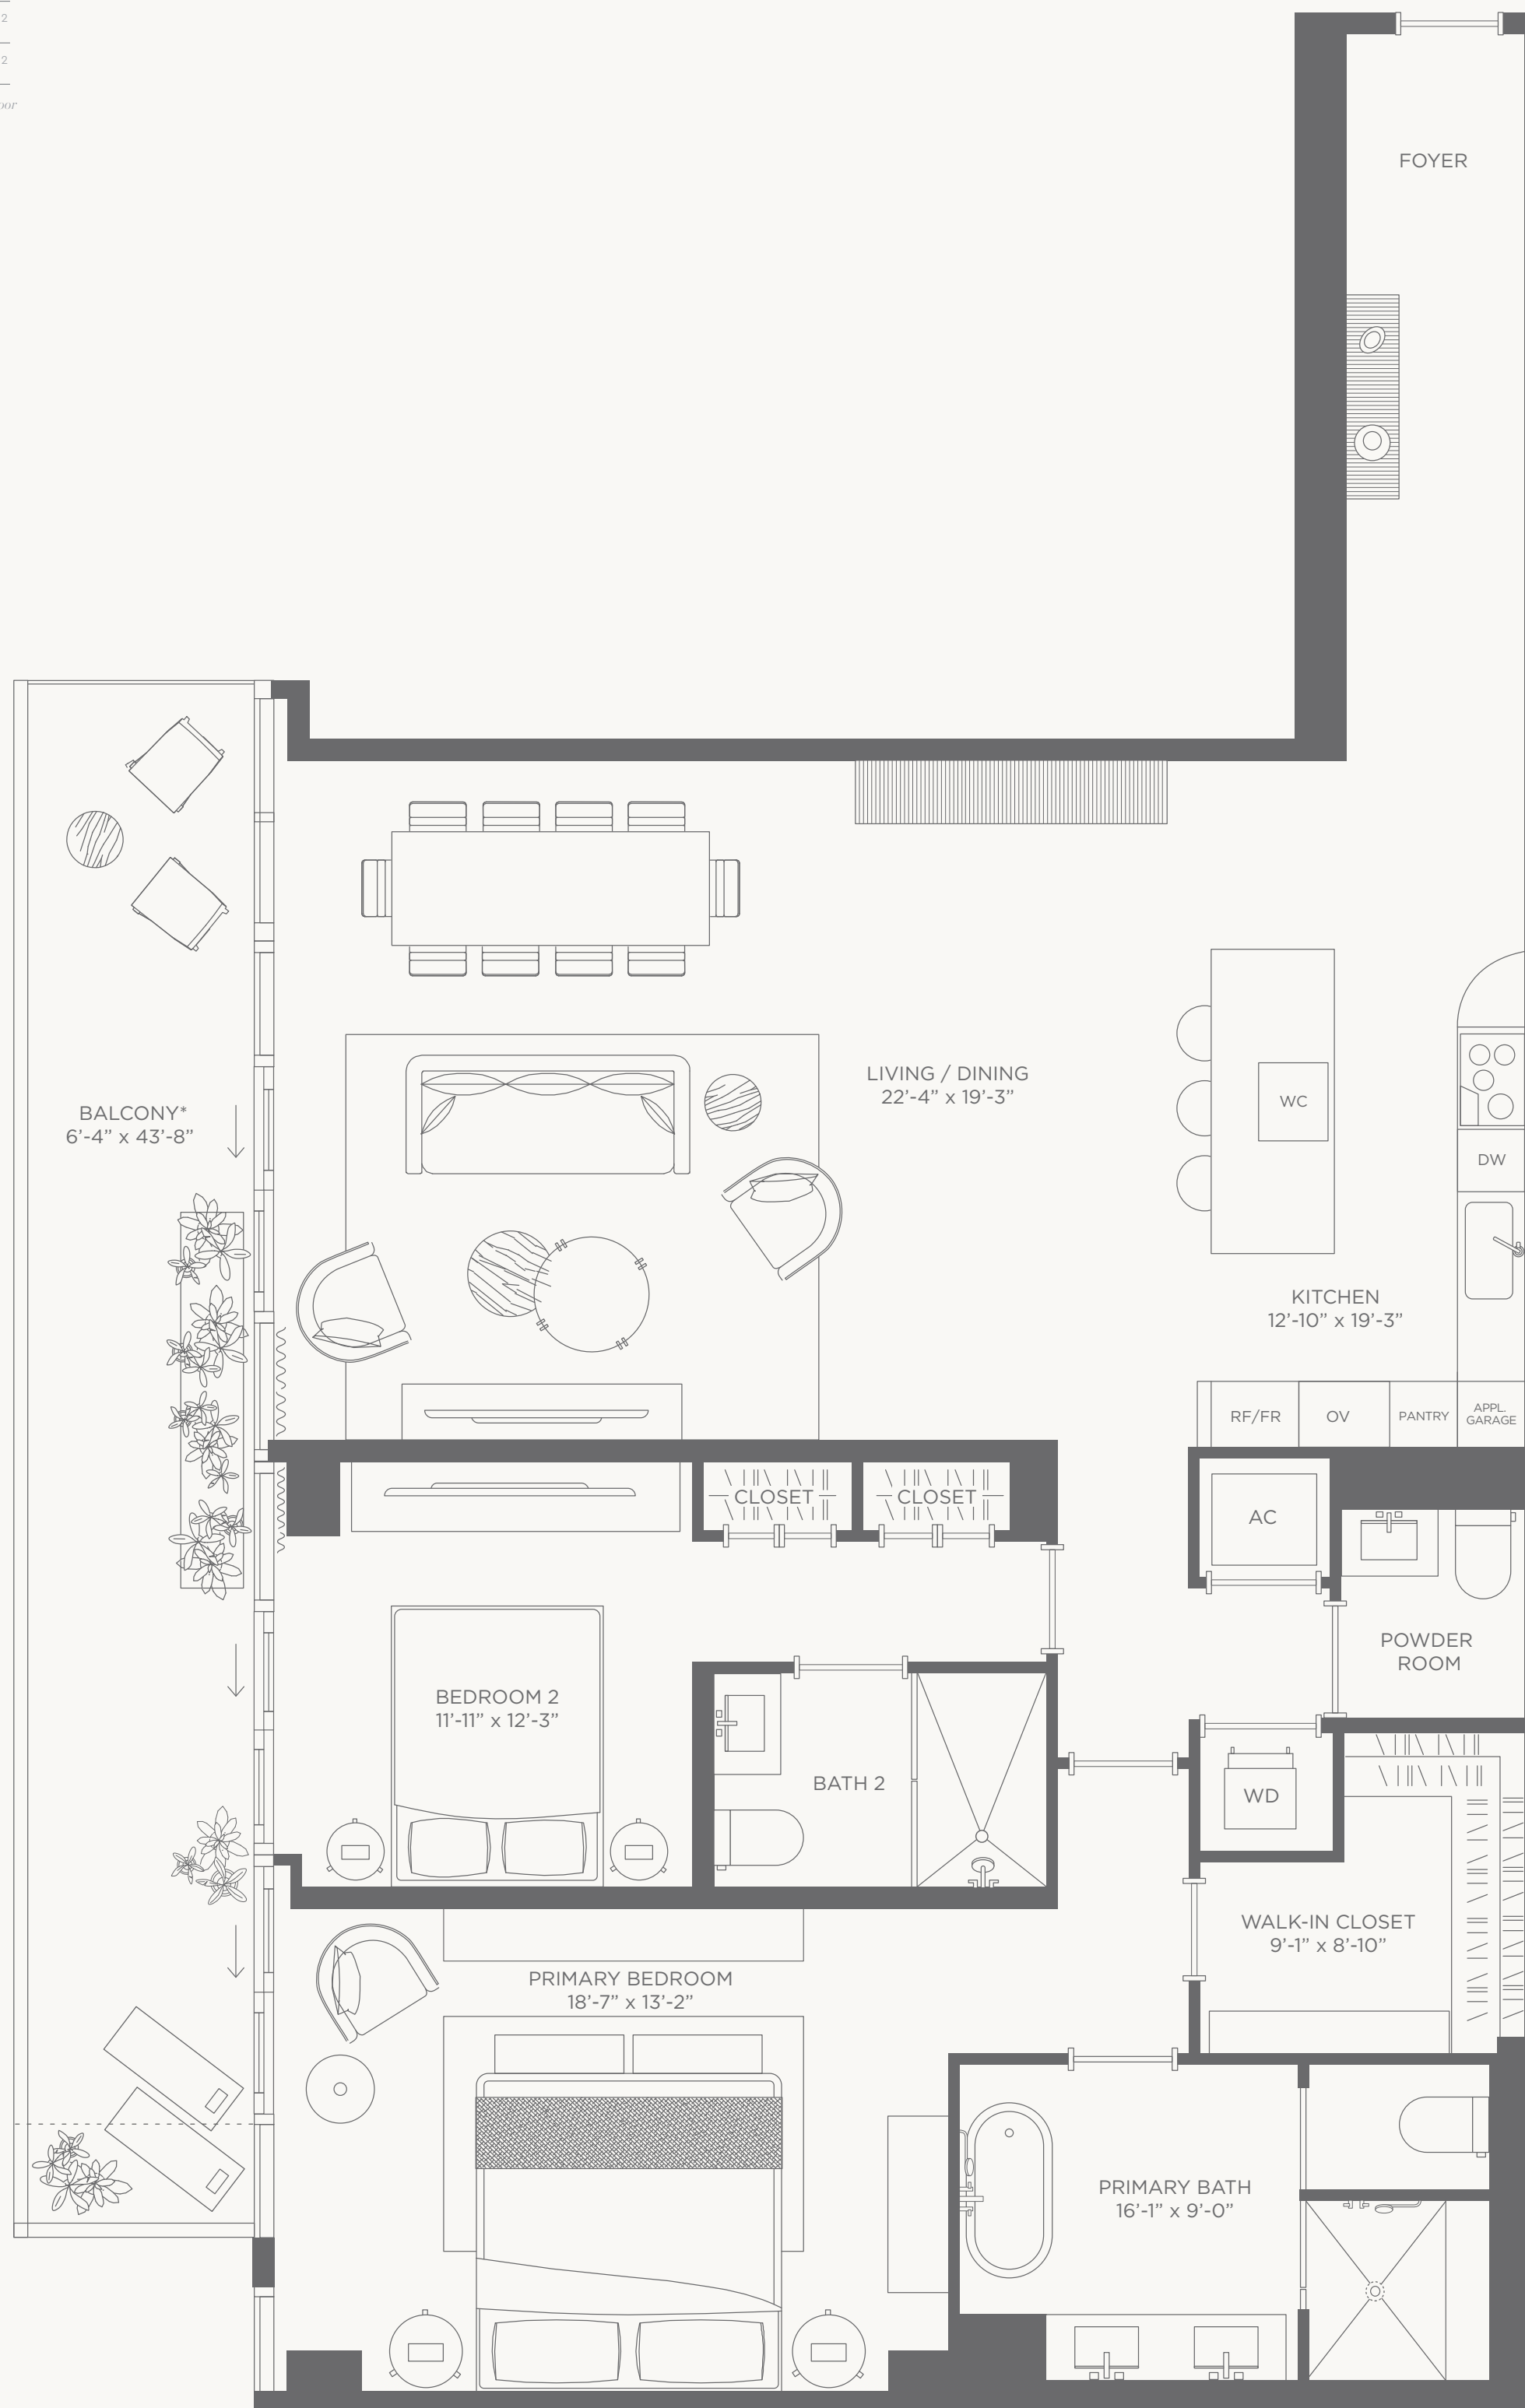 2
2
FOYER
LIVING / DINING
22’-4” x 19’-3”
WC
BALCONY*
6’-4” x 43’-8”
DW
KITCHEN
12’-10” x 19’-3”
RF/FR
OV
PANTRY
APPL.
GARAGE
CLOSET
CLOSET
AC
POWDER
ROOM
BEDROOM 2
11’-11” x 12’-3”
BATH 2
WD
WALK-IN CLOSET
9’-1” x 8’-10”
PRIMARY BEDROOM
18’-7” x 13’-2”
PRIMARY BATH
16’-1” x 9’-0”